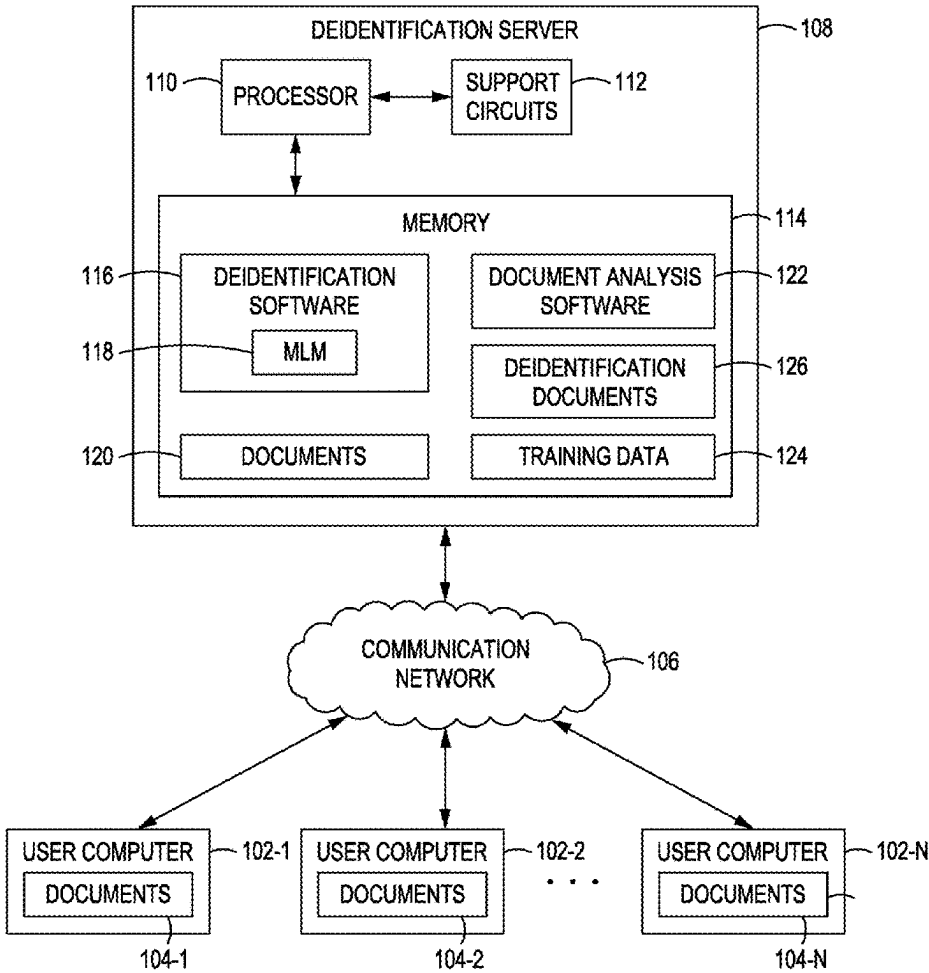 DEIDENTIFICATION SERVER
108
110
PROCESSOR
SUPPORT
CIRCUITS
112
MEMORY
114
116
DEIDENTIFICATION
SOFTWARE
118
MLM
DOCUMENT ANALYSIS
SOFTWARE
122
DEIDENTIFICATION
DOCUMENTS
126
120
DOCUMENTS
TRAINING DATA
124
COMMUNICATION
NETWORK
106
USER COMPUTER
102-1
DOCUMENTS
104-1
USER COMPUTER
102-2
DOCUMENTS
104-2
. . .
USER COMPUTER
102-N
DOCUMENTS
104-N